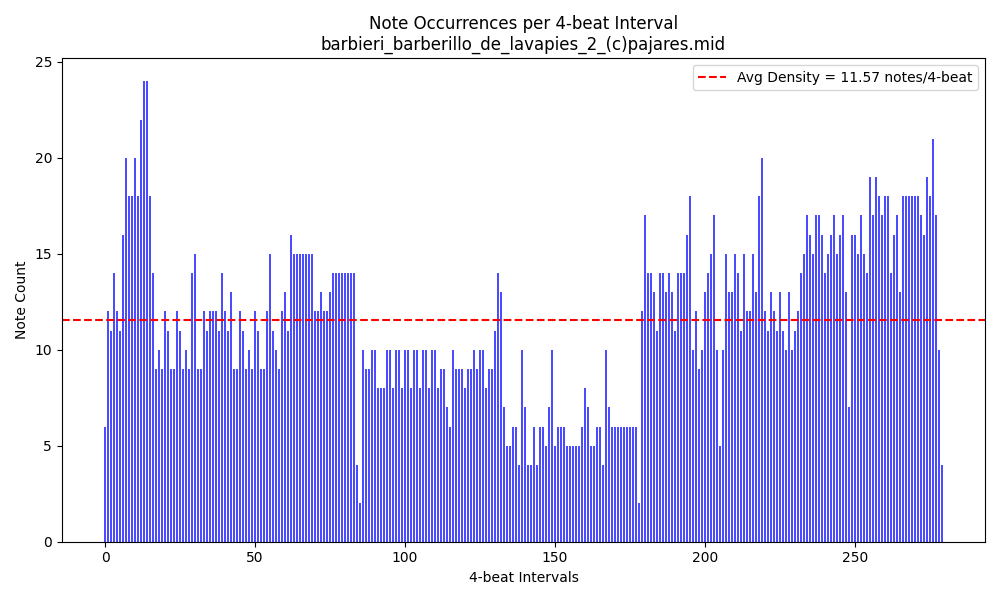 Note Occurrences per 4-beat Interval
barbieri_barberillo_de_lavapies_2_(c)pajares.mid
Avg Density = 11.57 notes/4-beat
Note Count
25
20
15
10
5
0
0
50
100
150
200
250
4-beat Intervals